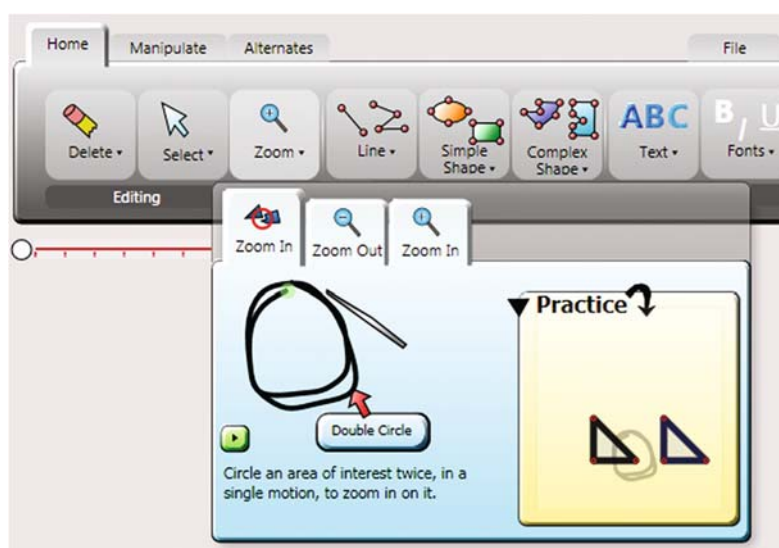 Home Manipulate Alternates File
Delete Select Zoom Line Simple Shape Complex Shape ABC Text B I U Fonts
Editing
Zoom In Zoom Out Zoom In
Practice
Double Circle
Circle an area of interest twice, in a
single motion, to zoom in on it.